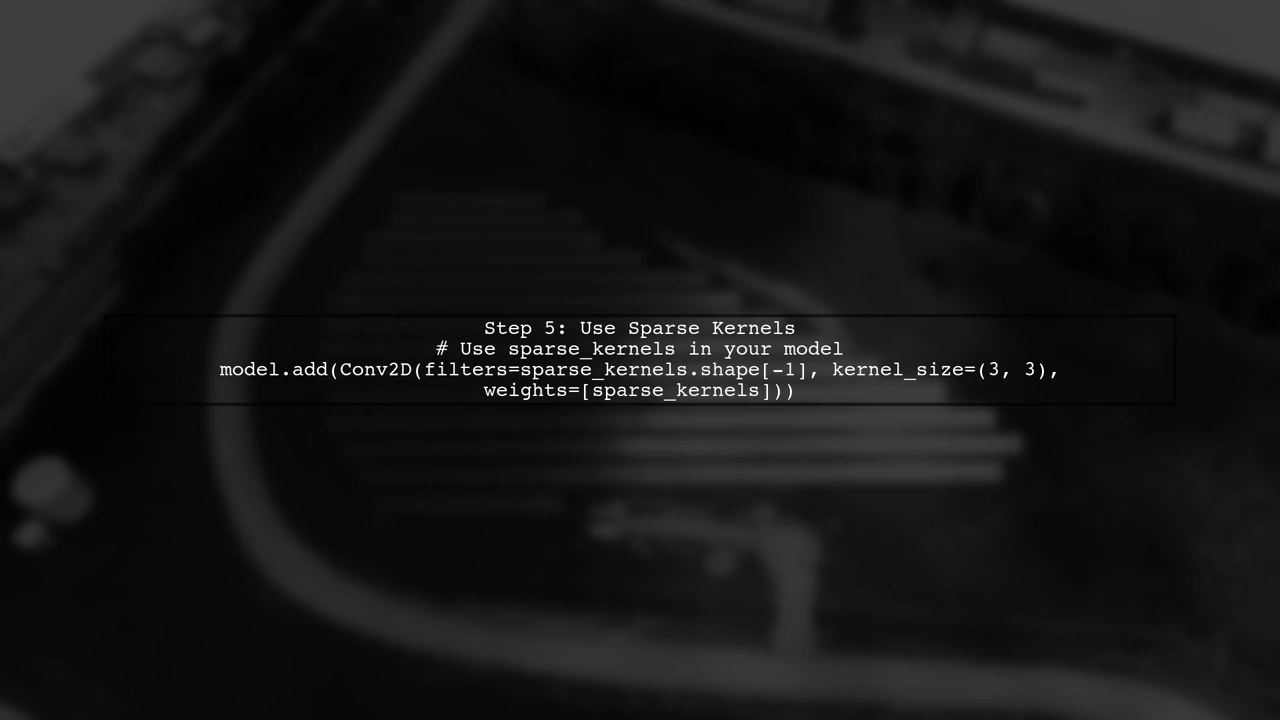 Step 5: Use Sparse Kernels
# Use sparse_kernels in your model
model.add(Conv2D(filters=sparse_kernels.shape[-1], kernel_size=(3, 3),
weights=[sparse_kernels]))